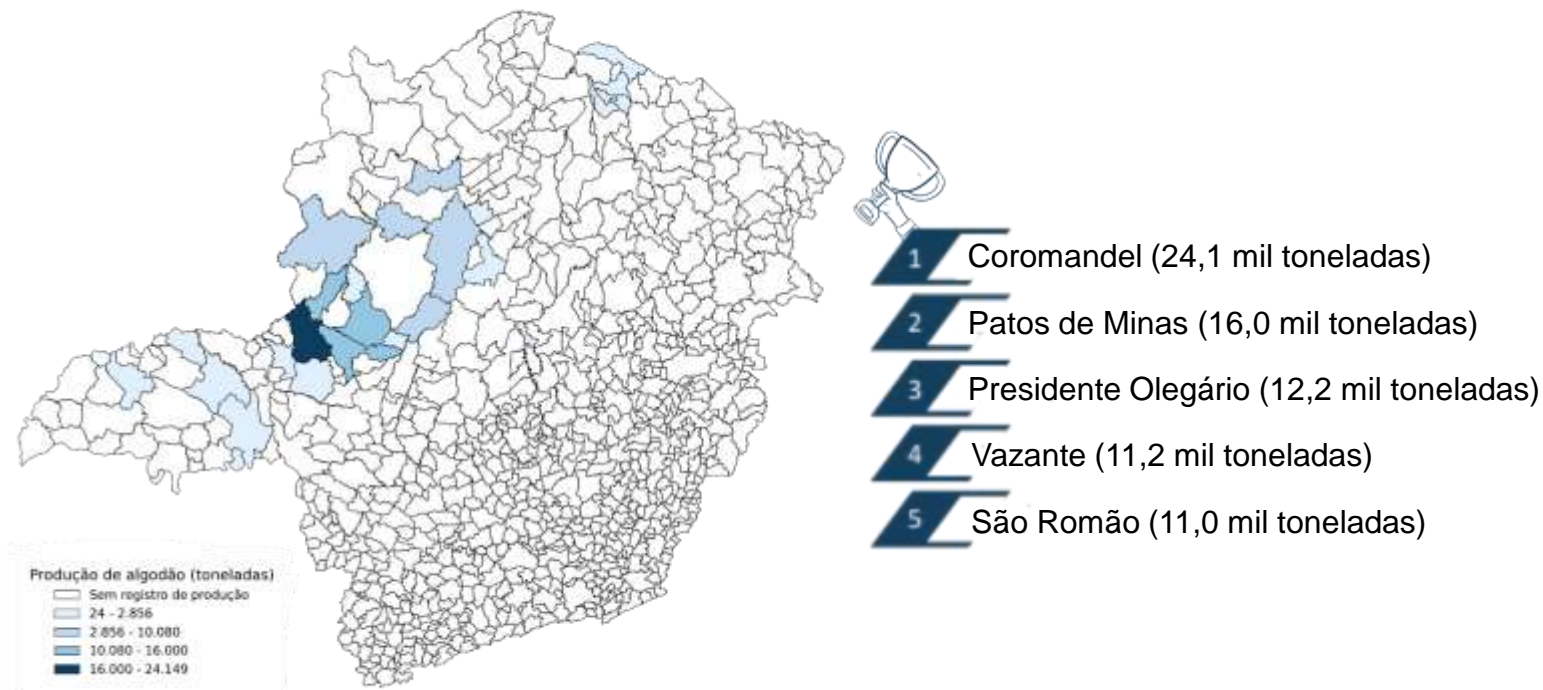 1 Coromandel (24,1 mil toneladas)
2 Patos de Minas (16,0 mil toneladas)
3 Presidente Olegário (12,2 mil toneladas)
4 Vazante (11,2 mil toneladas)
5 São Romão (11,0 mil toneladas)
Produção de algodão (toneladas)
Sem registro de produção
24 - 2.856
2.856 - 10.080
10.080 - 16.000
16.000 - 24.149